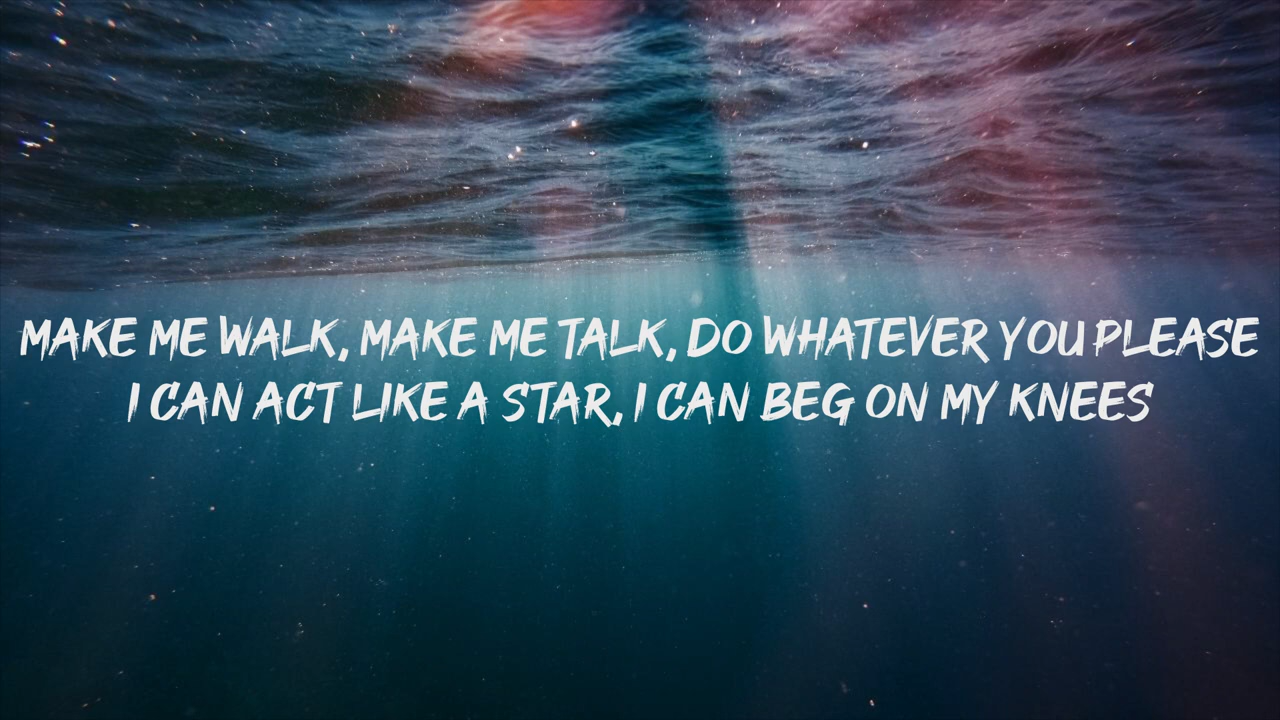 MAKE ME WALK, MAKE ME TALK, DO WHATEVER YOU PLEASE
I CAN ACT LIKE A STAR, I CAN BEG ON MY KNEES